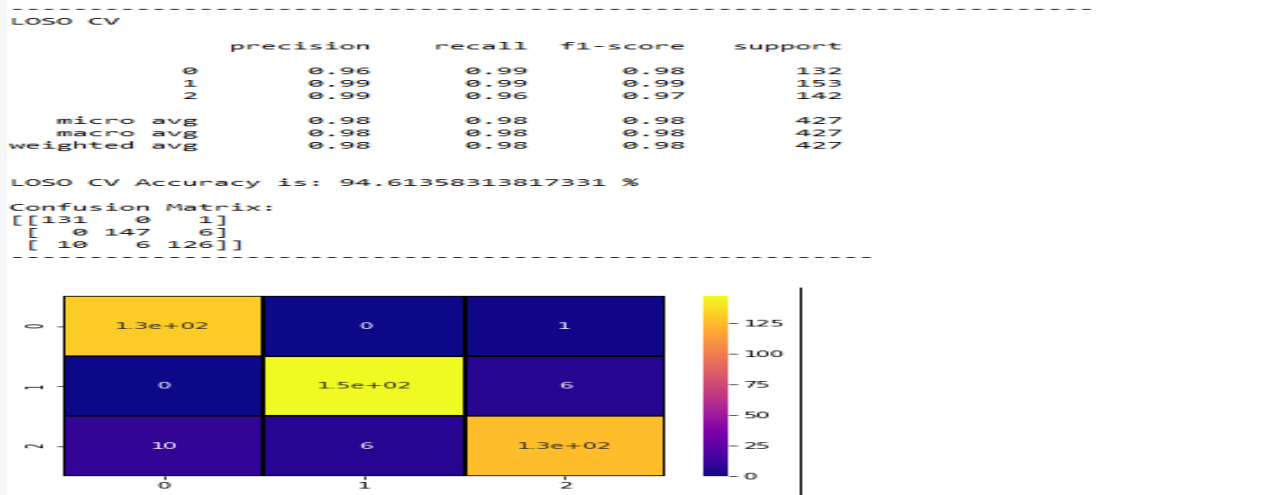 --------------------------------------------------------------------------------
LOSO CV
precision recall f1-score support
0 0.96 0.99 0.98 132
1 0.99 0.99 0.99 153
2 0.99 0.96 0.97 142
micro avg 0.98 0.98 0.98 427
macro avg 0.98 0.98 0.98 427
weighted avg 0.98 0.98 0.98 427
LOSO CV Accuracy is: 94.61358313817331 %
Confusion Matrix:
[[131 0 1]
[ 0 147 6]
[ 10 6 126]]
----------------------------------------------------------------
0 1.3e+02 0 1
1 0 1.5e+02 6
2 10 6 1.3e+02
0 1 2
125
100
75
50
25
0